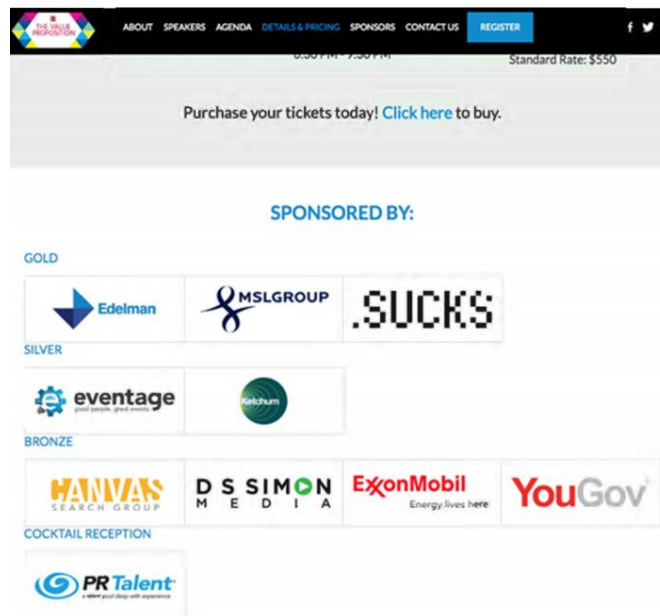 THE VALUE
PROPOSITION
ABOUT SPEAKERS AGENDA DETAILS & PRICING SPONSORS CONTACT US REGISTER
Standard Rate: $550
Purchase your tickets today! Click here to buy.
SPONSORED BY:
GOLD
Edelman MSLGROUP .SUCKS
SILVER
eventage Ketchum
good people. great events.
BRONZE
CANVAS DS SIMON ExxonMobil YouGov
SEARCH GROUP MEDIA Energy lives here
COCKTAIL RECEPTION
PR Talent